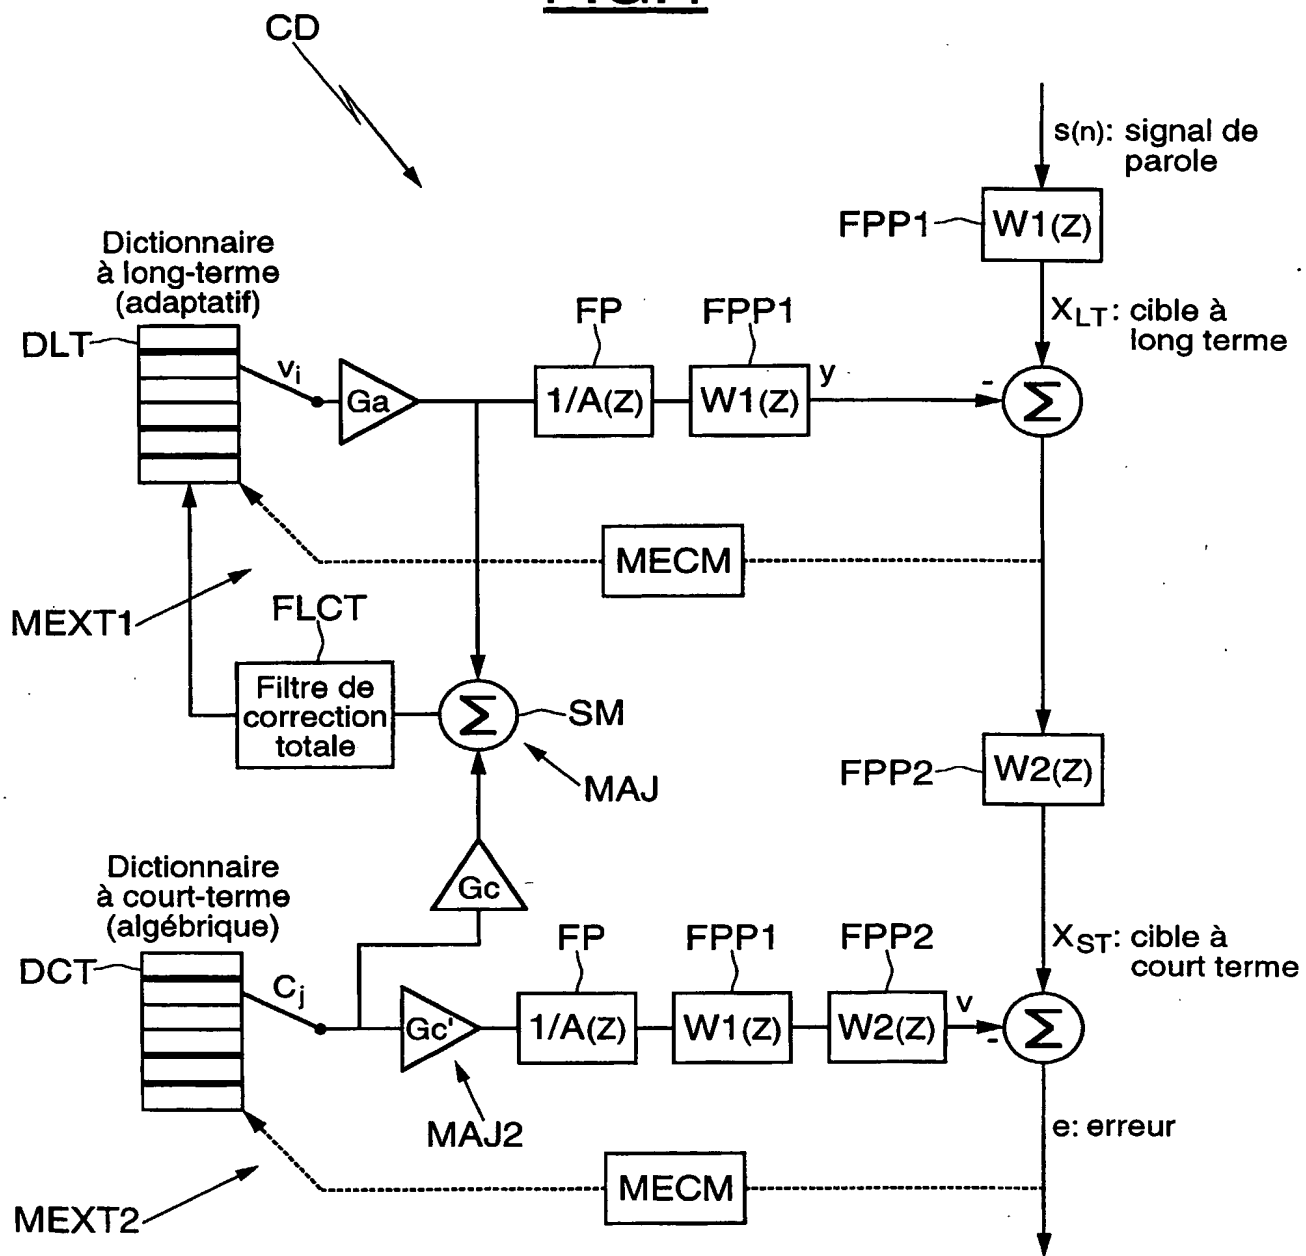 CD
s(n): signal de
parole
FPP1
W1(z)
Dictionnaire
à long-terme
(adaptatif)
DLT
vi
Ga
FP
1/A(z)
FPP1
W1(z)
y
XLT: cible à
long terme
-
Σ
MECM
MEXT1
FLCT
Filtre de
correction
totale
Σ
SM
MAJ
FPP2
W2(z)
Gc
Dictionnaire
à court-terme
(algébrique)
DCT
Cj
Gc'
MAJ2
FP
1/A(z)
FPP1
W1(z)
FPP2
W2(z)
v
XST: cible à
court terme
-
Σ
e: erreur
MECM
MEXT2